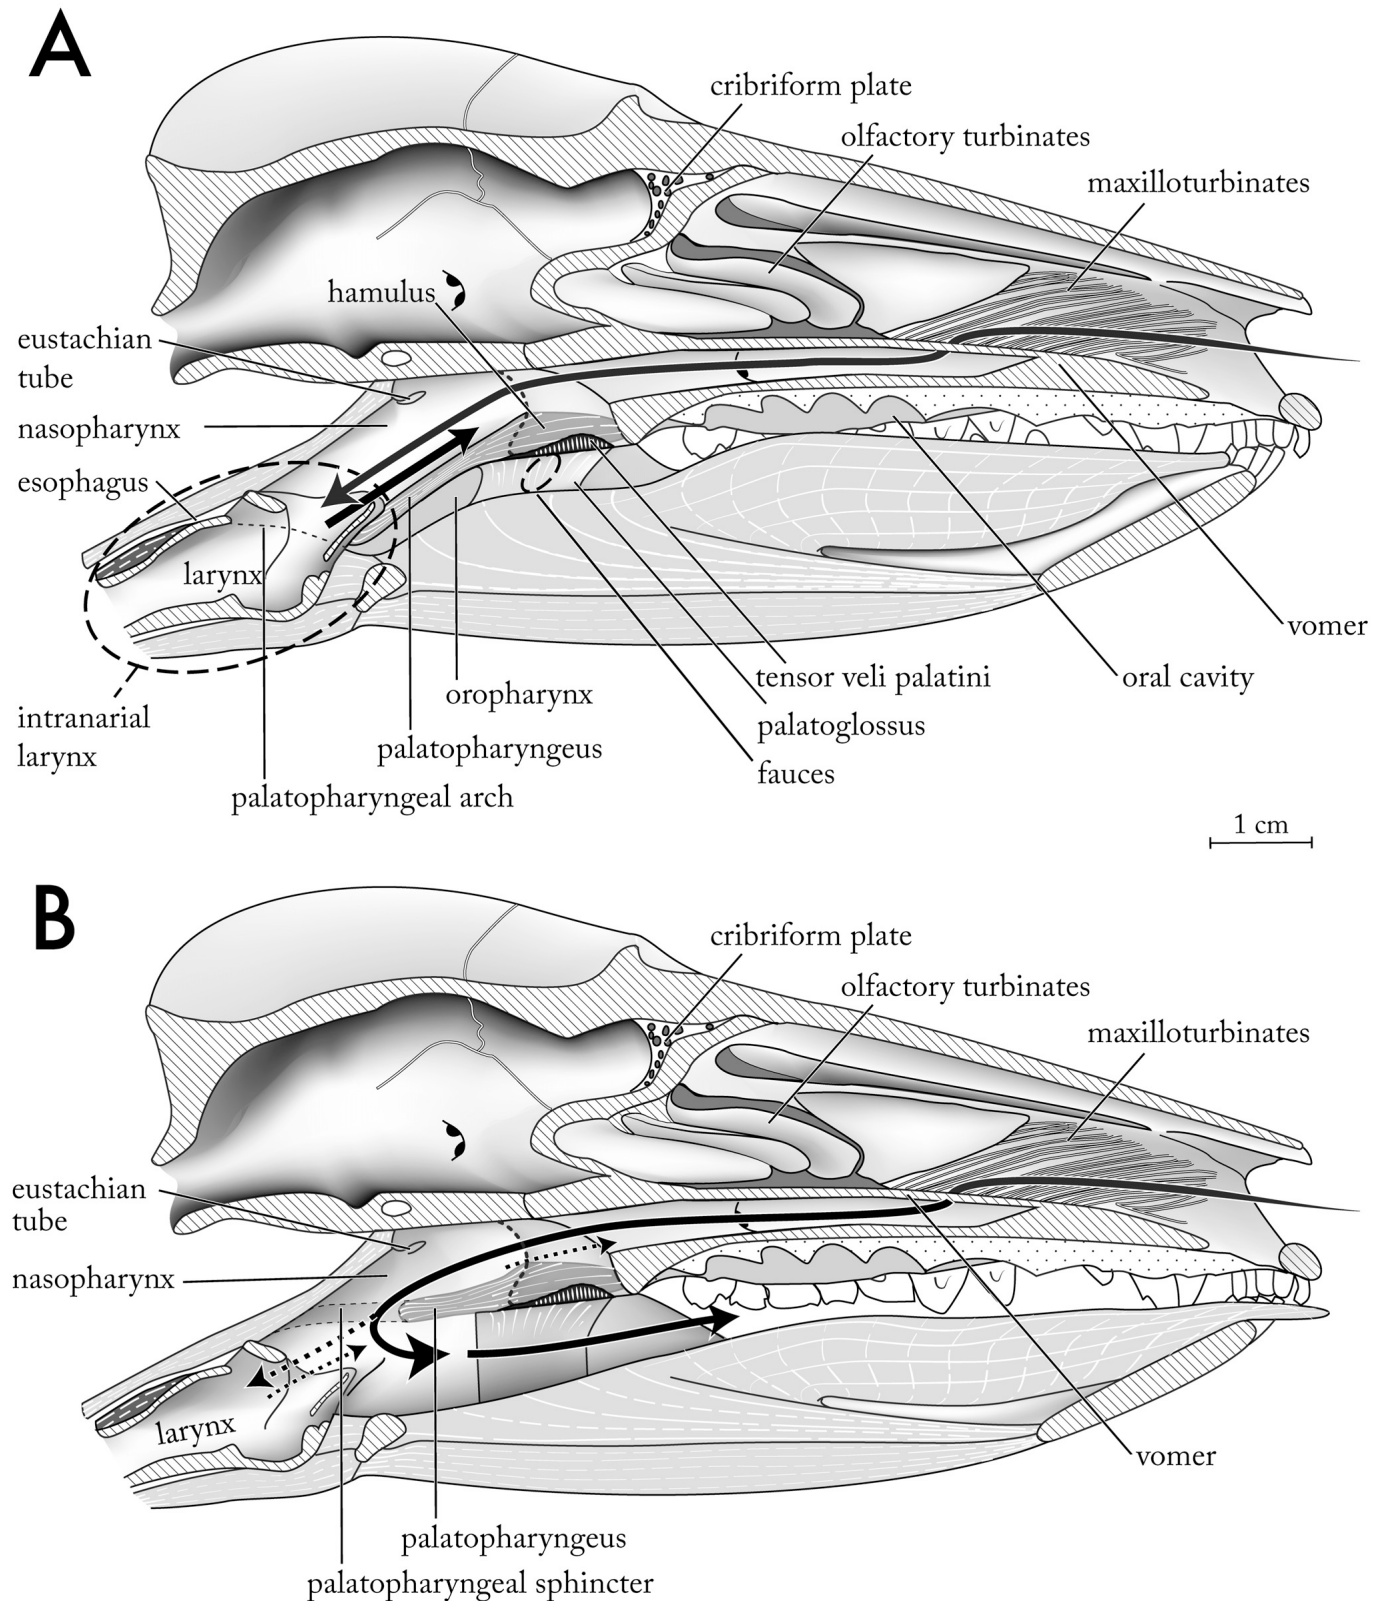 A
cribriform plate
olfactory turbinates
maxilloturbinates
hamulus
eustachian
tube
nasopharynx
esophagus
larynx
vomer
tensor veli palatini
oral cavity
oropharynx
intranarial
larynx
palatoglossus
palatopharyngeus
fauces
palatopharyngeal arch
1 cm
B
cribriform plate
olfactory turbinates
maxilloturbinates
eustachian
tube
nasopharynx
larynx
vomer
palatopharyngeus
palatopharyngeal sphincter